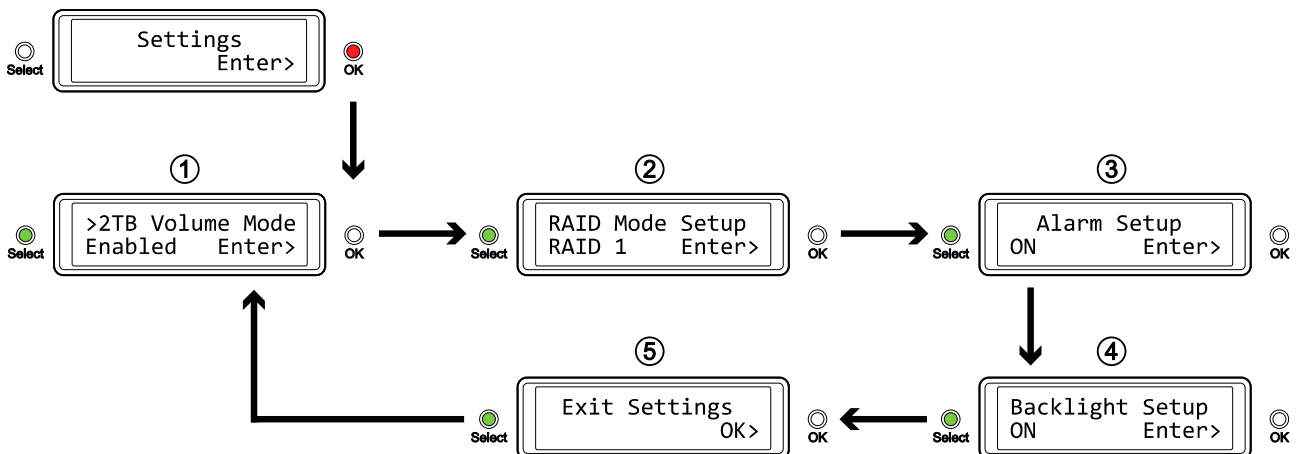 Settings
Enter>
Select
OK
①
>2TB Volume Mode
Enabled Enter>
Select
OK
②
RAID Mode Setup
RAID 1 Enter>
Select
OK
③
Alarm Setup
ON Enter>
Select
OK
④
Backlight Setup
ON Enter>
Select
OK
⑤
Exit Settings
OK>
Select
OK